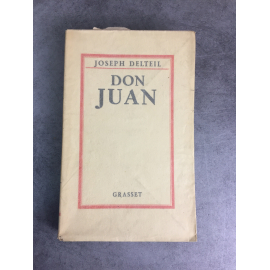 JOSEPH DELTEIL
DON
JUAN
GRASSET